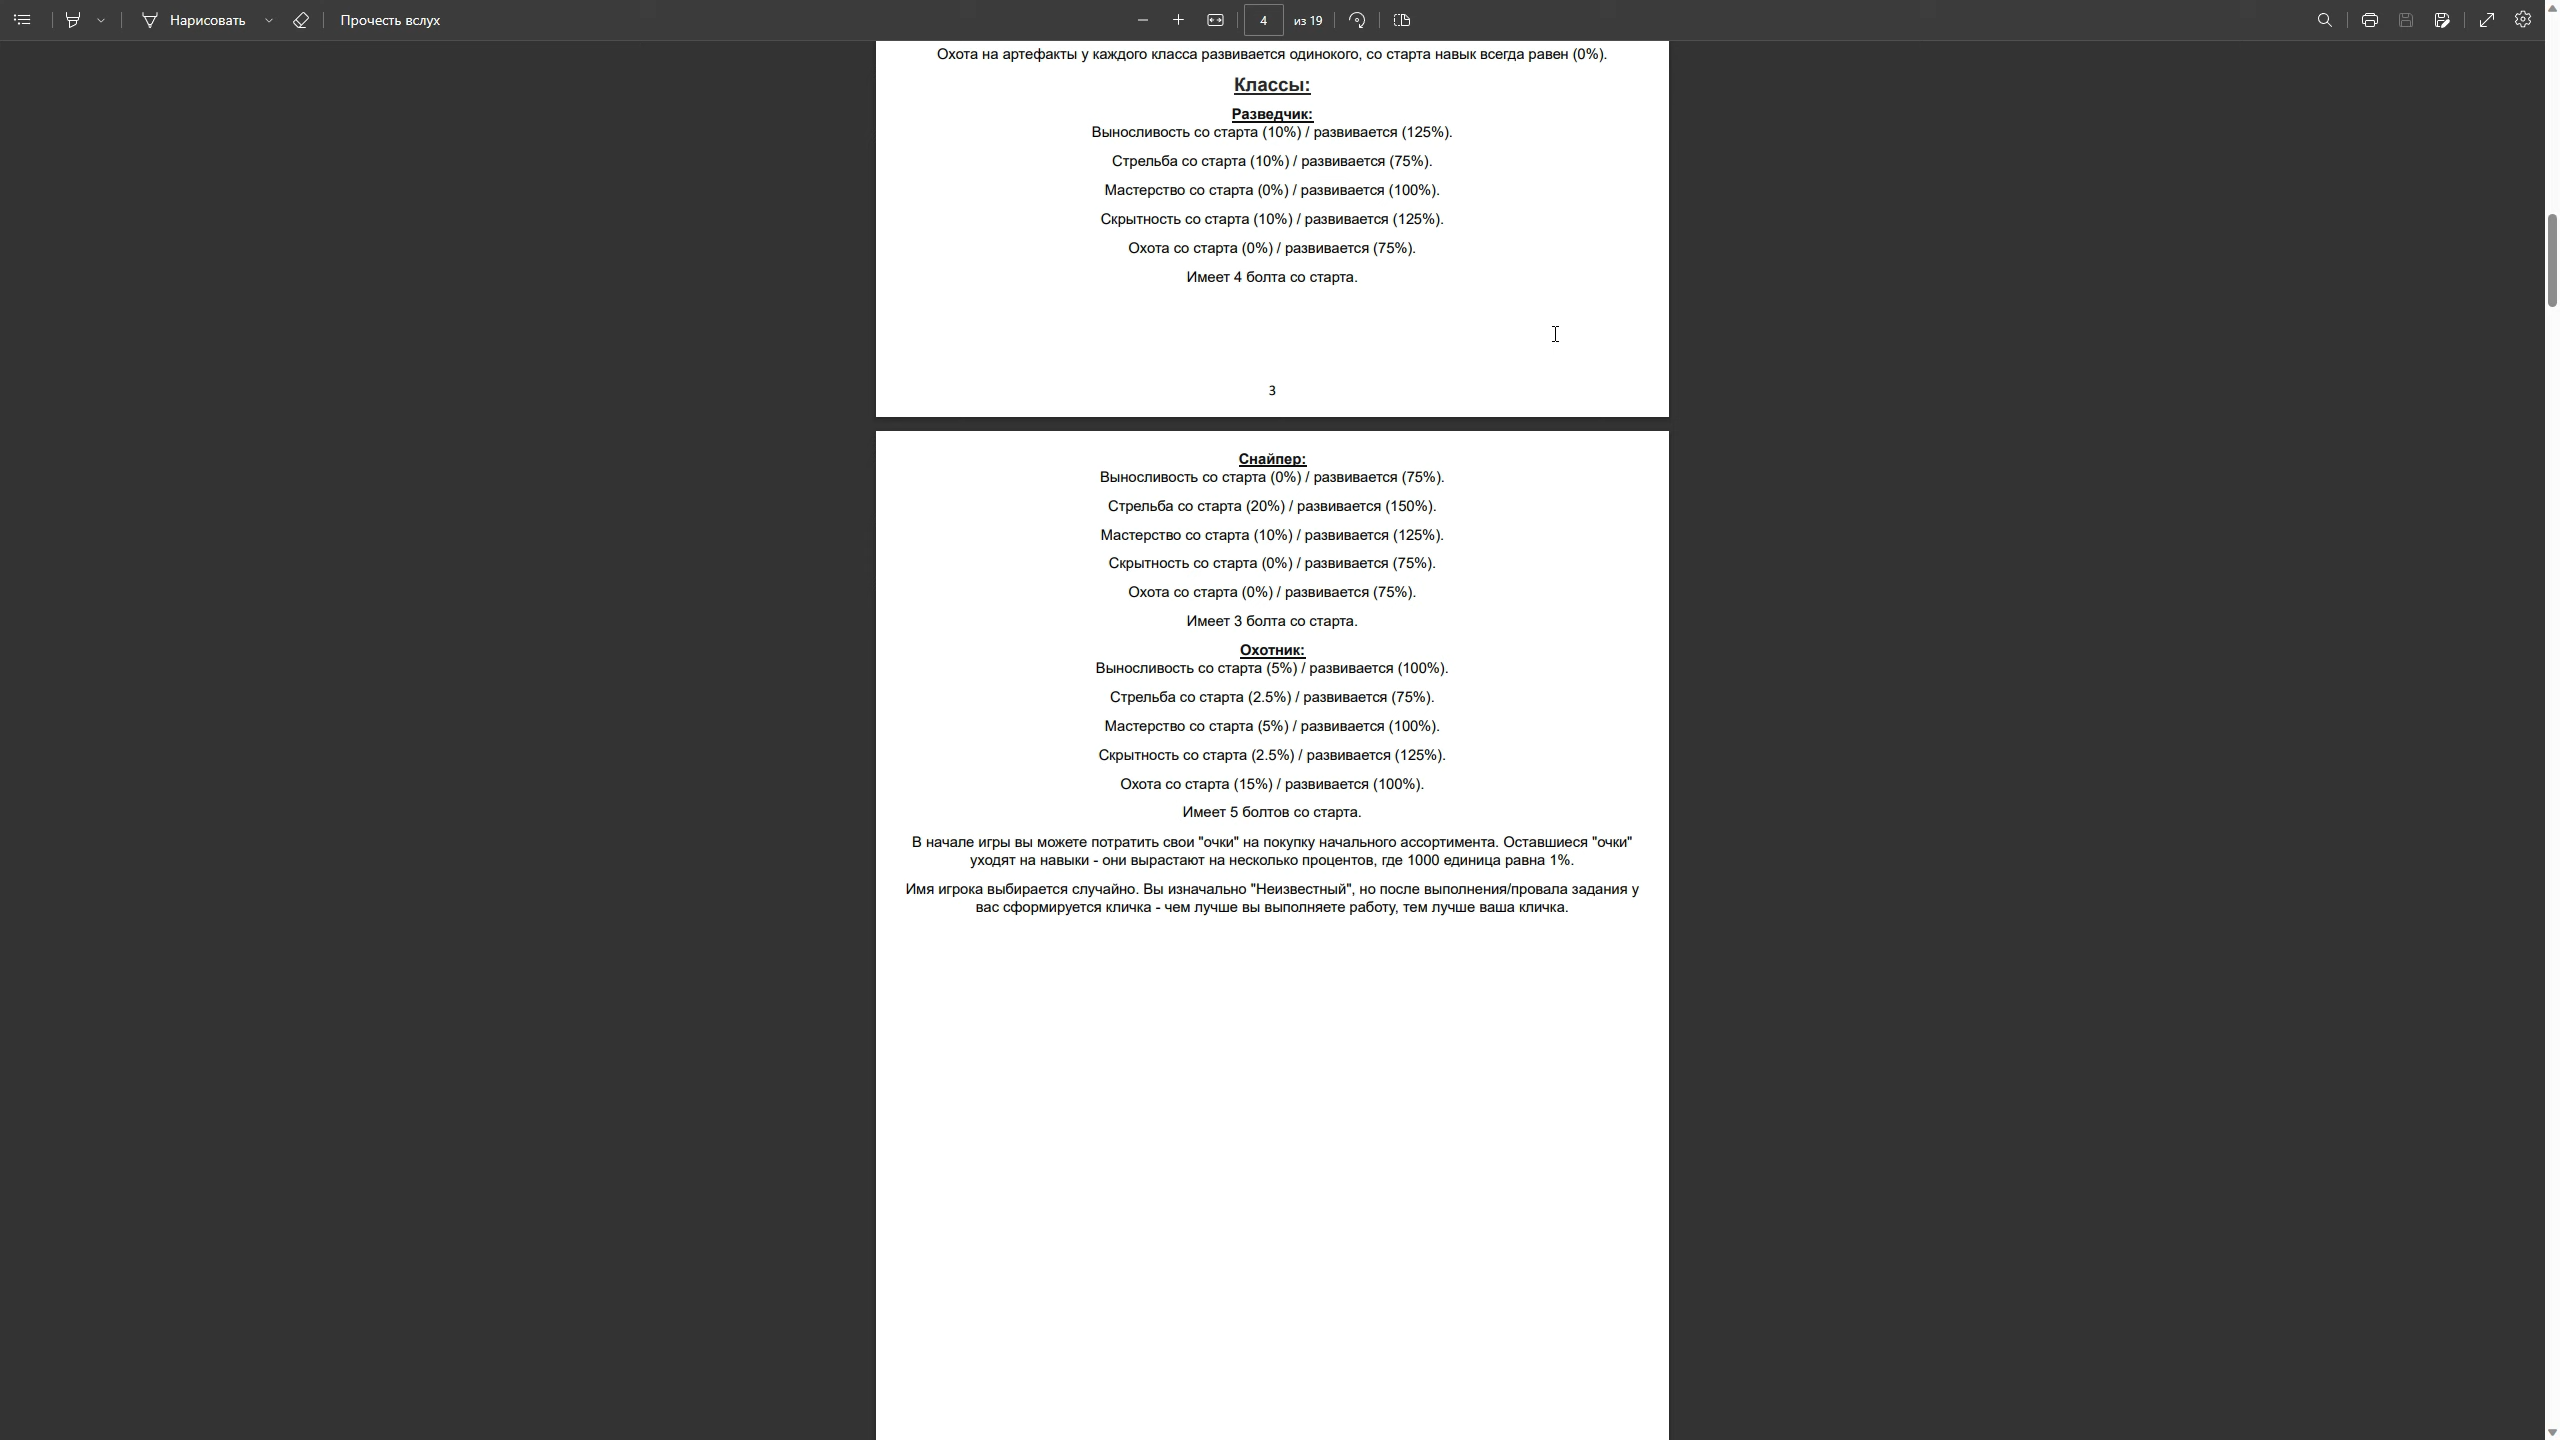 Нарисовать
Прочесть вслух
4 из 19
Охота на артефакты у каждого класса развивается одинокого, со старта навык всегда равен (0%).
Классы:
Разведчик:
Выносливость со старта (10%) / развивается (125%).
Стрельба со старта (10%) / развивается (75%).
Мастерство со старта (0%) / развивается (100%).
Скрытность со старта (10%) / развивается (125%).
Охота со старта (0%) / развивается (75%).
Имеет 4 болта со старта.
3
Снайпер:
Выносливость со старта (0%) / развивается (75%).
Стрельба со старта (20%) / развивается (150%).
Мастерство со старта (10%) / развивается (125%).
Скрытность со старта (0%) / развивается (75%).
Охота со старта (0%) / развивается (75%).
Имеет 3 болта со старта.
Охотник:
Выносливость со старта (5%) / развивается (100%).
Стрельба со старта (2.5%) / развивается (75%).
Мастерство со старта (5%) / развивается (100%).
Скрытность со старта (2.5%) / развивается (125%).
Охота со старта (15%) / развивается (100%).
Имеет 5 болтов со старта.
В начале игры вы можете потратить свои "очки" на покупку начального ассортимента. Оставшиеся "очки"
уходят на навыки - они вырастают на несколько процентов, где 1000 единица равна 1%.
Имя игрока выбирается случайно. Вы изначально "Неизвестный", но после выполнения/провала задания у
вас сформируется кличка - чем лучше вы выполняете работу, тем лучше ваша кличка.